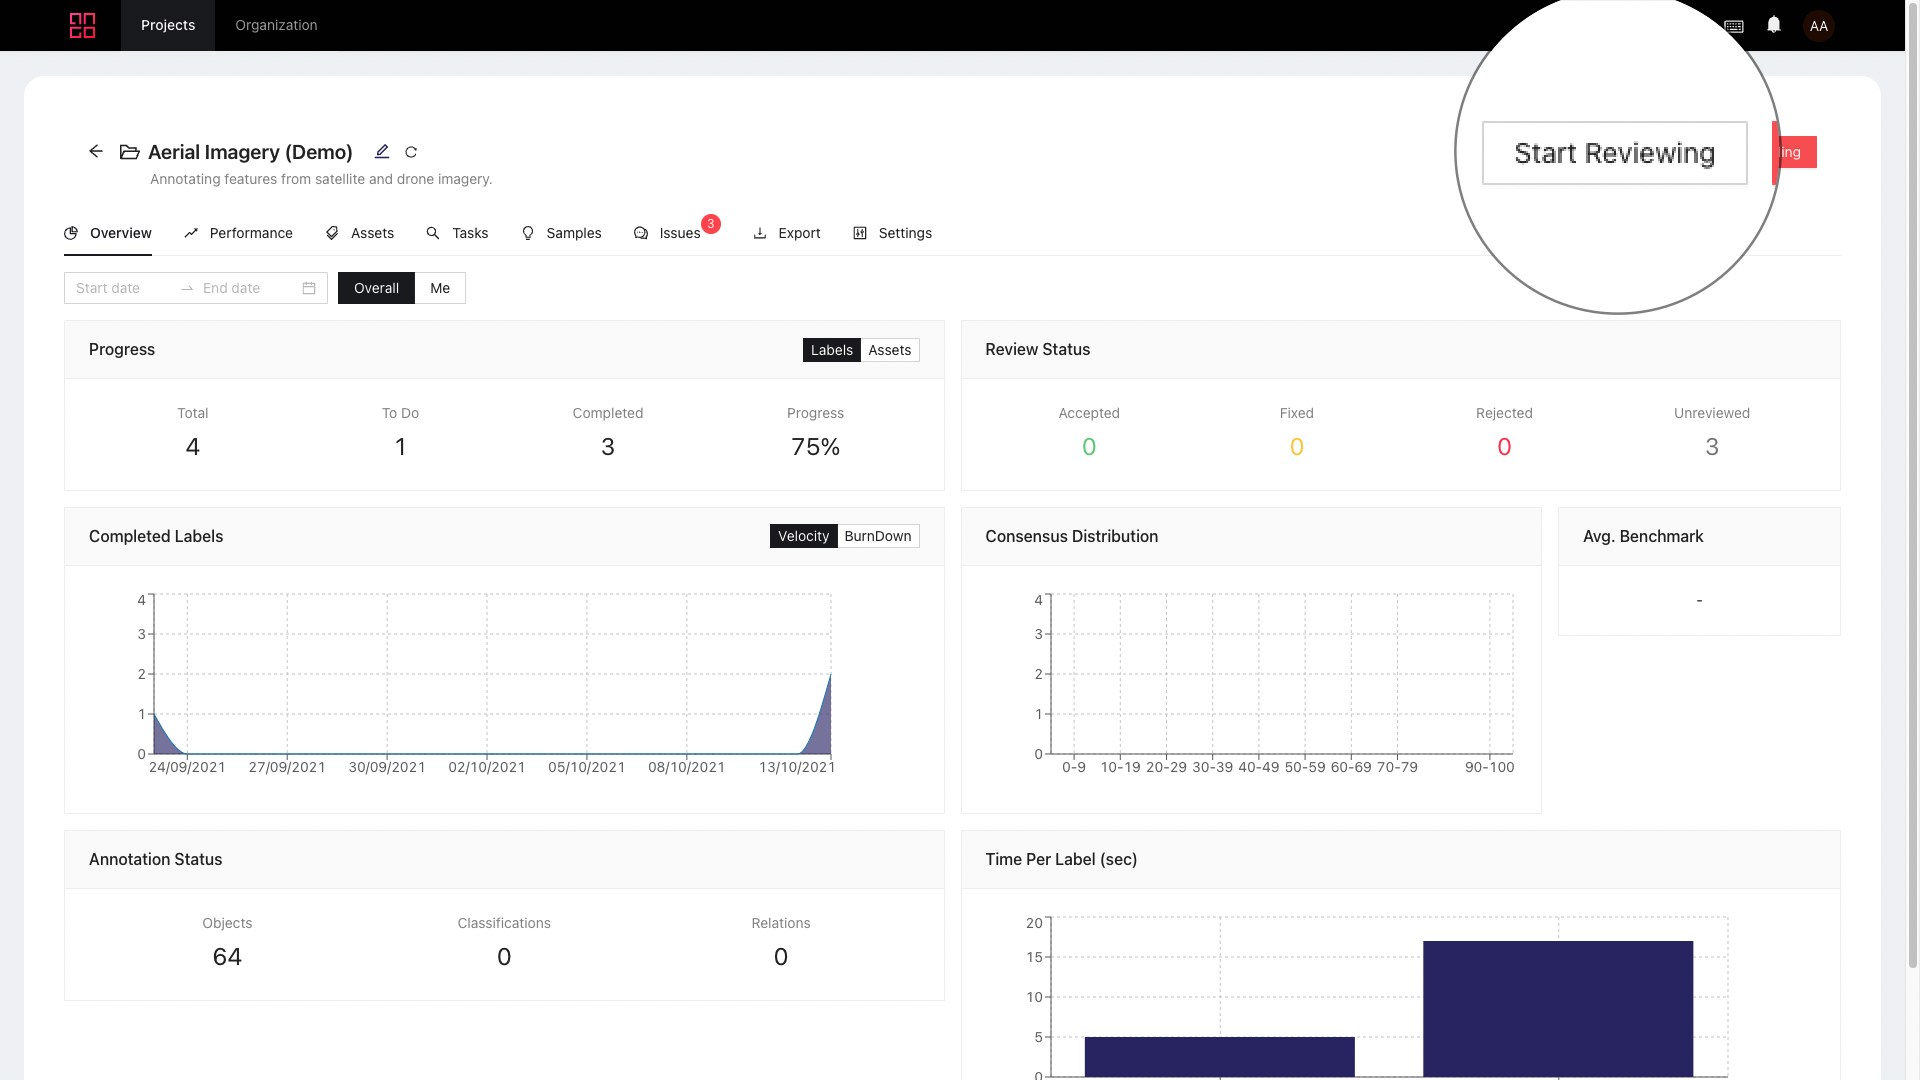 Projects Organization AA
Start Reviewing ing
Aerial Imagery (Demo)
Annotating features from satellite and drone imagery.
Overview Performance Assets Tasks Samples Issues 3 Export Settings
Start date End date Overall Me
Progress Labels Assets
Total To Do Completed Progress
4 1 3 75%
Review Status
Accepted Fixed Rejected Unreviewed
0 0 0 3
Completed Labels Velocity BurnDown
4
3
2
1
0
24/09/2021 27/09/2021 30/09/2021 02/10/2021 05/10/2021 08/10/2021 13/10/2021
Consensus Distribution
4
3
2
1
0
0-9 10-19 20-29 30-39 40-49 50-59 60-69 70-79 90-100
Avg. Benchmark
-
Annotation Status
Objects Classifications Relations
64 0 0
Time Per Label (sec)
20
15
10
5
0